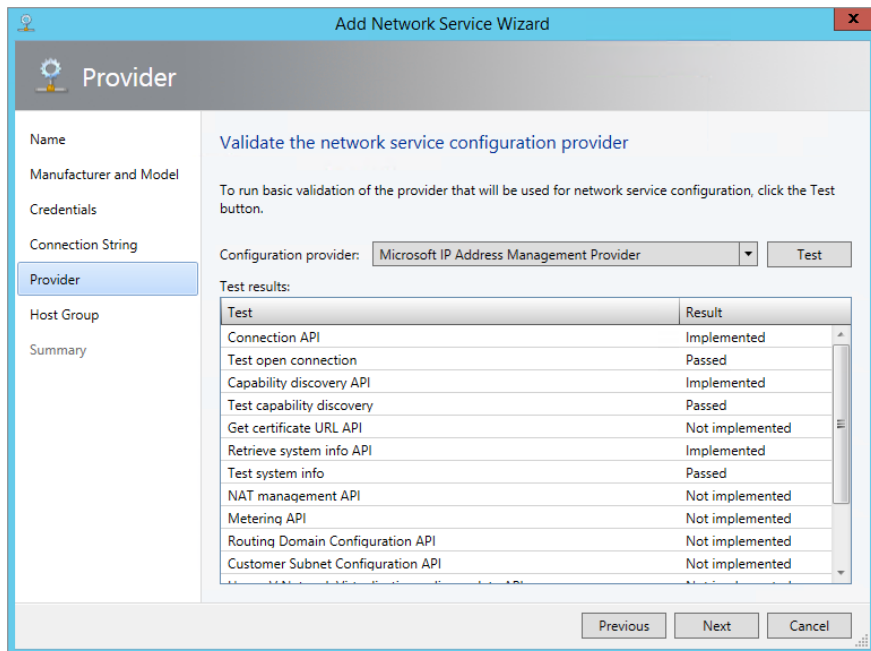 Add Network Service Wizard
x
Provider
Name
Manufacturer and Model
Credentials
Connection String
Provider
Host Group
Summary
Validate the network service configuration provider
To run basic validation of the provider that will be used for network service configuration, click the Test
button.
Configuration provider: Microsoft IP Address Management Provider Test
Test results:
Test Result
Connection API Implemented
Test open connection Passed
Capability discovery API Implemented
Test capability discovery Passed
Get certificate URL API Not implemented
Retrieve system info API Implemented
Test system info Passed
NAT management API Not implemented
Metering API Not implemented
Routing Domain Configuration API Not implemented
Customer Subnet Configuration API Not implemented
Previous Next Cancel